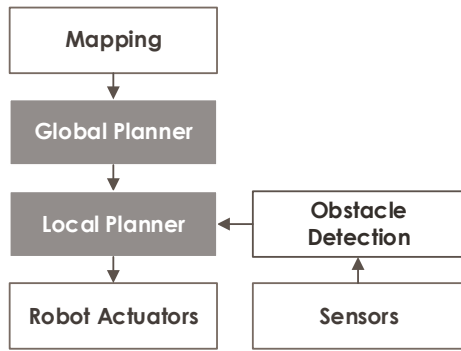 Mapping
Global Planner
Local Planner
Obstacle
Detection
Robot Actuators
Sensors